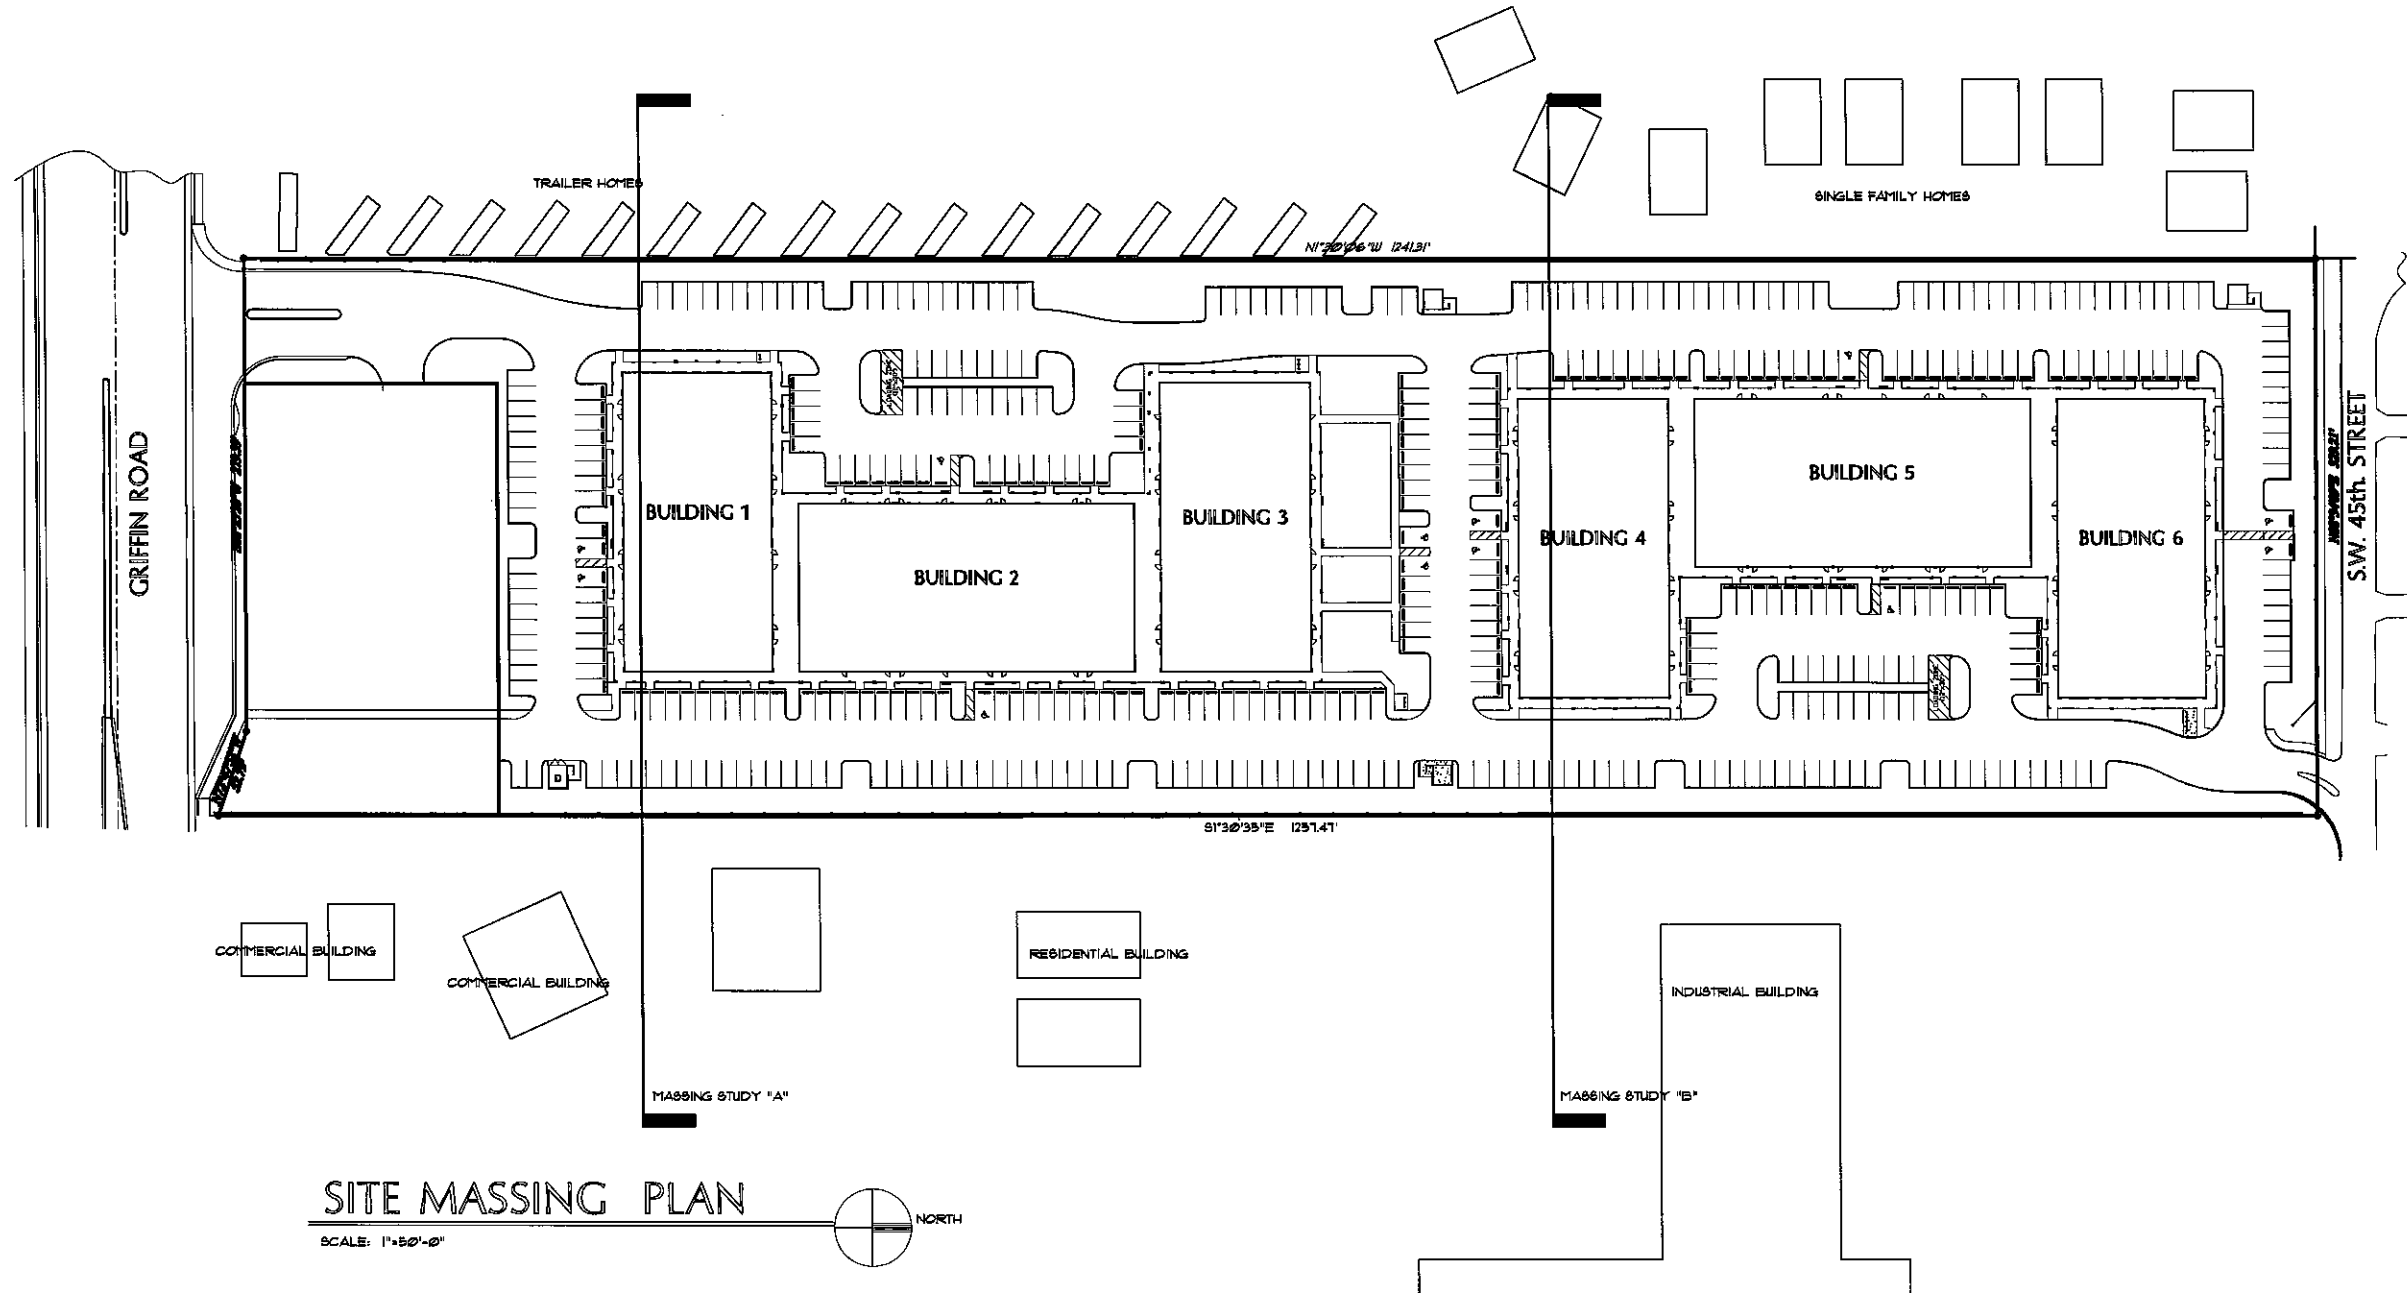 TRAILER HOMES
SINGLE FAMILY HOMES
N1°30'06"W 1241.31'
GRIFFIN ROAD
BUILDING 1
BUILDING 2
BUILDING 3
BUILDING 4
BUILDING 5
BUILDING 6
S.W. 45th. STREET
D
S1°30'35"E 1257.47'
COMMERCIAL BUILDING
COMMERCIAL BUILDING
RESIDENTIAL BUILDING
INDUSTRIAL BUILDING
MASSING STUDY "A"
MASSING STUDY "B"
SITE MASSING PLAN
NORTH
SCALE: 1"=50'-0"